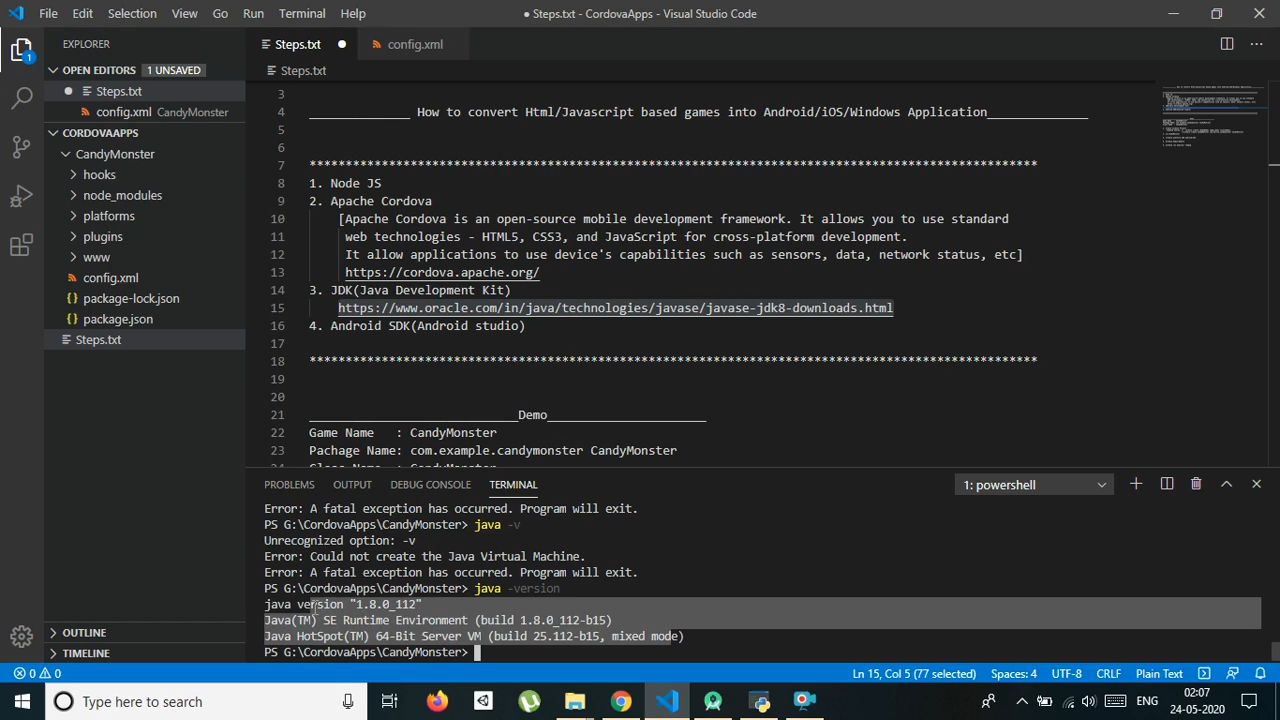 File Edit Selection View Go Run Terminal Help
● Steps.txt - CordovaApps - Visual Studio Code
EXPLORER
OPEN EDITORS 1 UNSAVED
Steps.txt
config.xml CandyMonster
CORDOVAAPPS
CandyMonster
hooks
node_modules
platforms
plugins
www
config.xml
package-lock.json
package.json
Steps.txt
OUTLINE
TIMELINE
1
Steps.txt ● config.xml
Steps.txt
3
4 ______________ How to convert Html/Javascript based games into Android/iOS/Windows Application______________
5
6
7 *****************************************************************************************************
8 1. Node JS
9 2. Apache Cordova
10 [Apache Cordova is an open-source mobile development framework. It allows you to use standard
11 web technologies - HTML5, CSS3, and JavaScript for cross-platform development.
12 It allow applications to use device's capabilities such as sensors, data, network status, etc]
13 https://cordova.apache.org/
14 3. JDK(Java Development Kit)
15 https://www.oracle.com/in/java/technologies/javase/javase-jdk8-downloads.html
16 4. Android SDK(Android studio)
17
18 *****************************************************************************************************
19
20
21 _____________________________Demo______________________
22 Game Name : CandyMonster
23 Pachage Name: com.example.candymonster CandyMonster
PROBLEMS OUTPUT DEBUG CONSOLE TERMINAL 1: powershell
Error: A fatal exception has occurred. Program will exit.
PS G:\CordovaApps\CandyMonster> java -v
Unrecognized option: -v
Error: Could not create the Java Virtual Machine.
Error: A fatal exception has occurred. Program will exit.
PS G:\CordovaApps\CandyMonster> java -version
java version "1.8.0_112"
Java(TM) SE Runtime Environment (build 1.8.0_112-b15)
Java HotSpot(TM) 64-Bit Server VM (build 25.112-b15, mixed mode)
PS G:\CordovaApps\CandyMonster>
0 0 Ln 15, Col 5 (77 selected) Spaces: 4 UTF-8 CRLF Plain Text
Type here to search ENG 02:07
24-05-2020